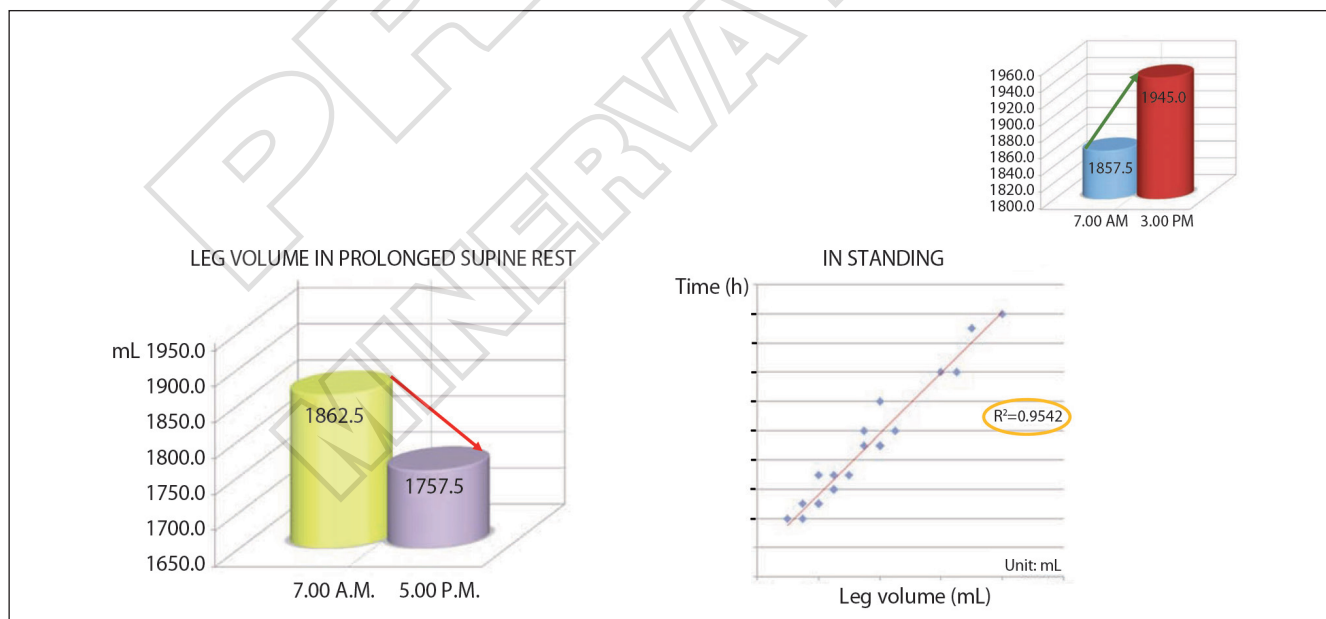 PR
MINERVA
1960.0
1940.0
1920.0
1900.0
1880.0
1860.0
1840.0
1820.0
1800.0
1945.0
1857.5
7.00 AM 3.00 PM
LEG VOLUME IN PROLONGED SUPINE REST
mL 1950.0
1900.0
1850.0
1800.0
1750.0
1700.0
1650.0
1862.5
1757.5
7.00 A.M. 5.00 P.M.
IN STANDING
Time (h)
R²=0.9542
Unit: mL
Leg volume (mL)